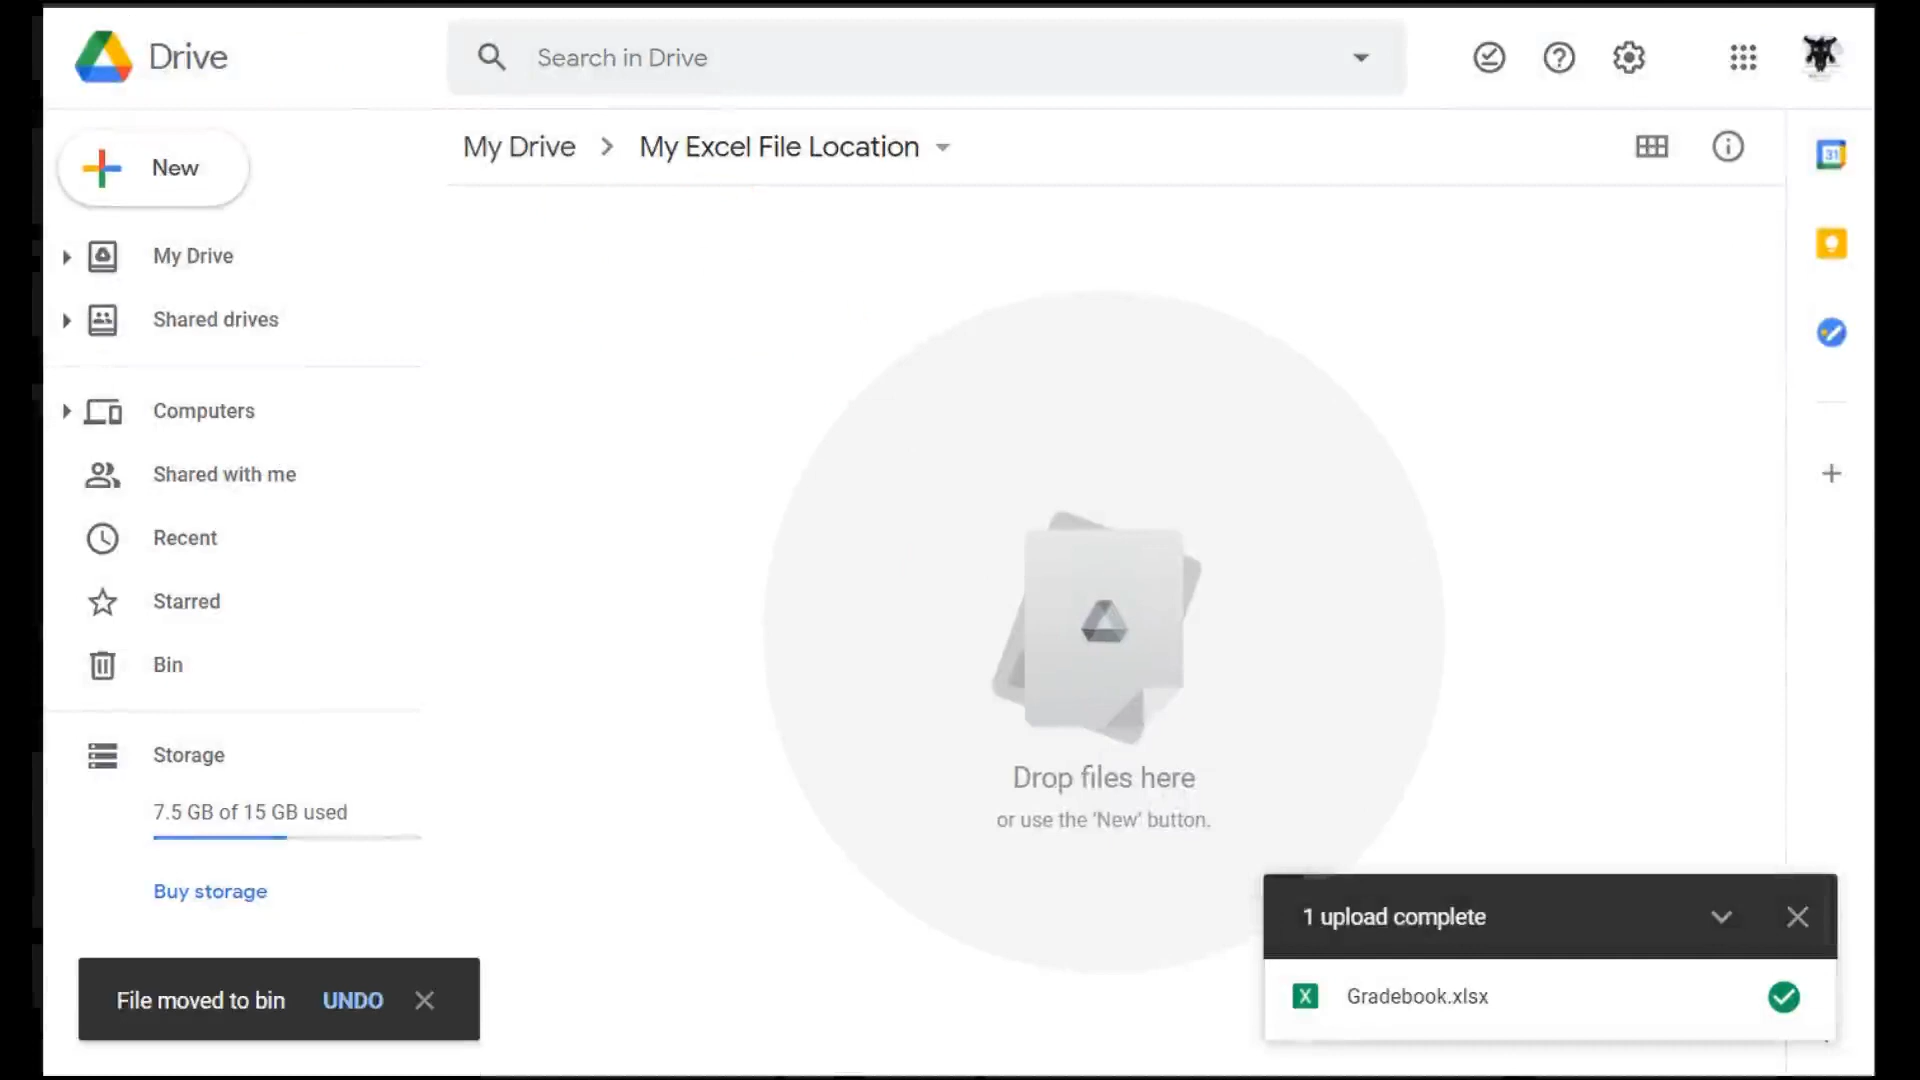 Drive
Search in Drive
My Drive
My Excel File Location
New
My Drive
Shared drives
Computers
Shared with me
Recent
Starred
Bin
Storage
7.5 GB of 15 GB used
Buy storage
31
Drop files here
or use the 'New' button.
File moved to bin UNDO
1 upload complete
X Gradebook.xlsx